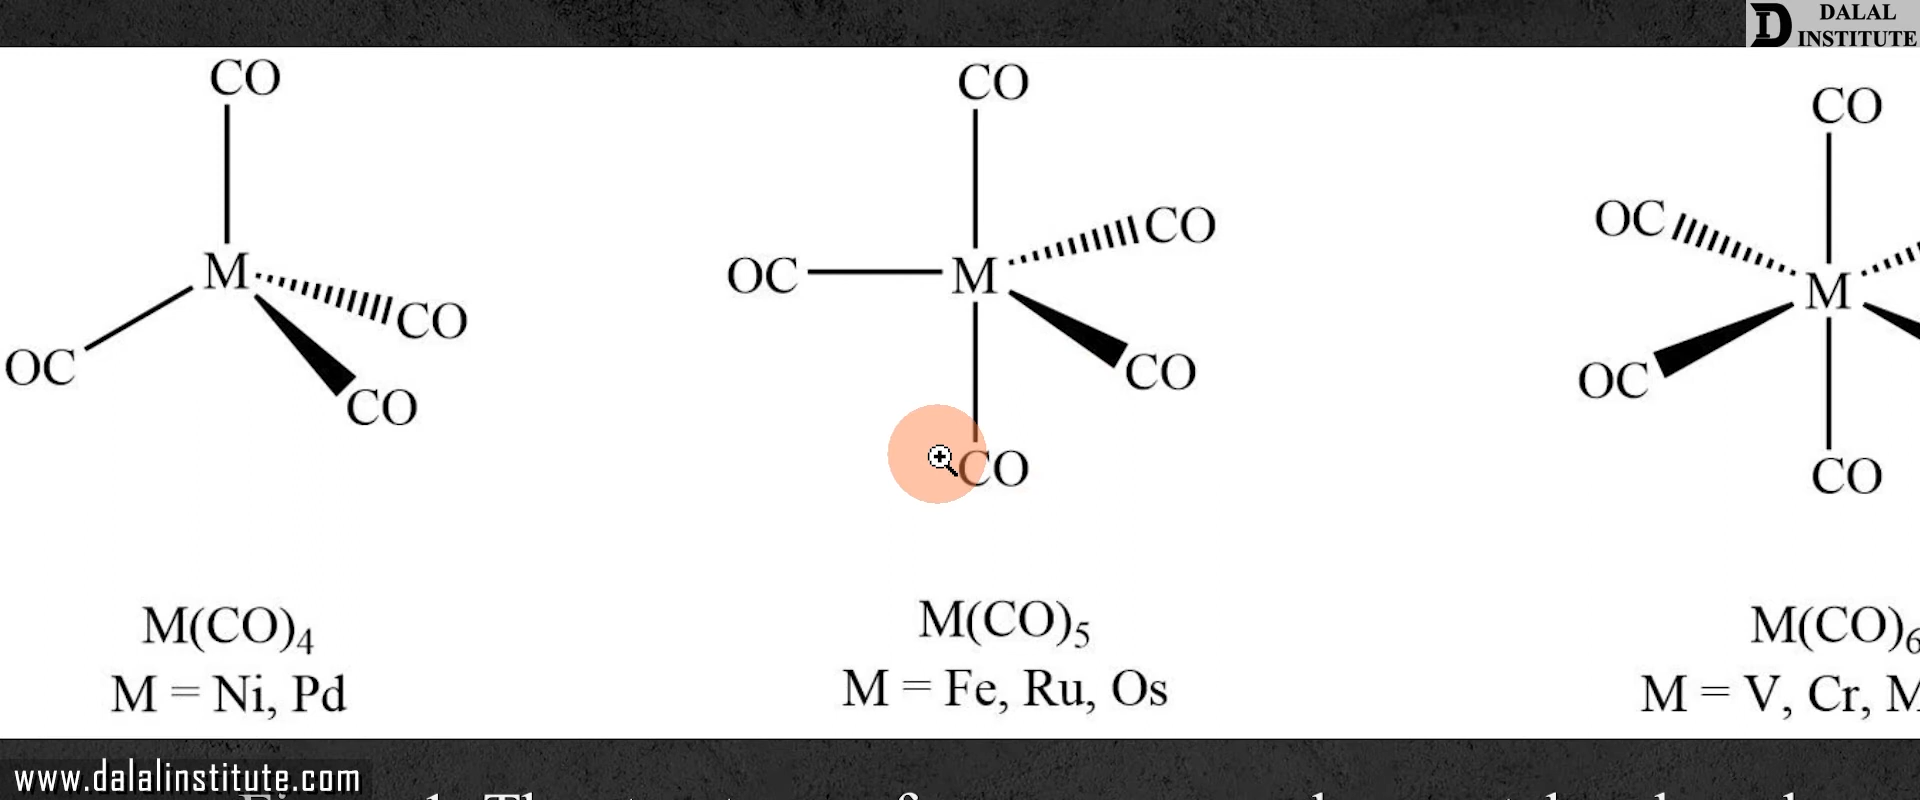 DALAL
INSTITUTE
CO
OC
M
CO
CO
M(CO)4
M = Ni, Pd
CO
OC
M
CO
CO
CO
M(CO)5
M = Fe, Ru, Os
CO
OC
M
OC
CO
M(CO)6
M = V, Cr,
www.dalalinstitute.com